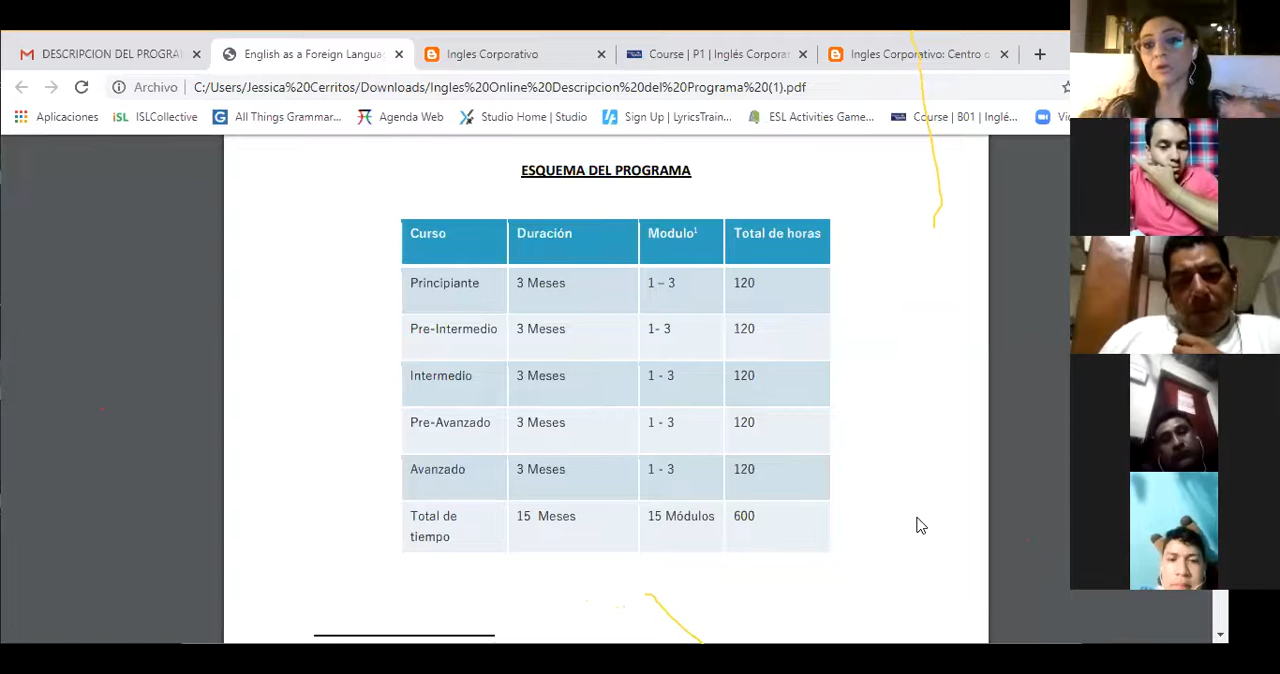 DESCRIPCION DEL PROGRA
English as a Foreign Langua
Ingles Corporativo
Course | P1 | Inglés Corporar
Ingles Corporativo: Centro
Archivo
C:/Users/Jessica%20Cerritos/Downloads/Ingles%20Online%20Descripcion%20del%20Programa%20(1).pdf
Aplicaciones
iSL ISLCollective
G All Things Grammar...
Agenda Web
Studio Home | Studio
Sign Up | LyricsTrain...
ESL Activities Game...
Course | B01 | Inglé...
ESQUEMA DEL PROGRAMA
Curso Duración Modulo¹ Total de horas
Principiante 3 Meses 1 – 3 120
Pre-Intermedio 3 Meses 1- 3 120
Intermedio 3 Meses 1 - 3 120
Pre-Avanzado 3 Meses 1 - 3 120
Avanzado 3 Meses 1 - 3 120
Total de 15 Meses 15 Módulos 600
tiempo